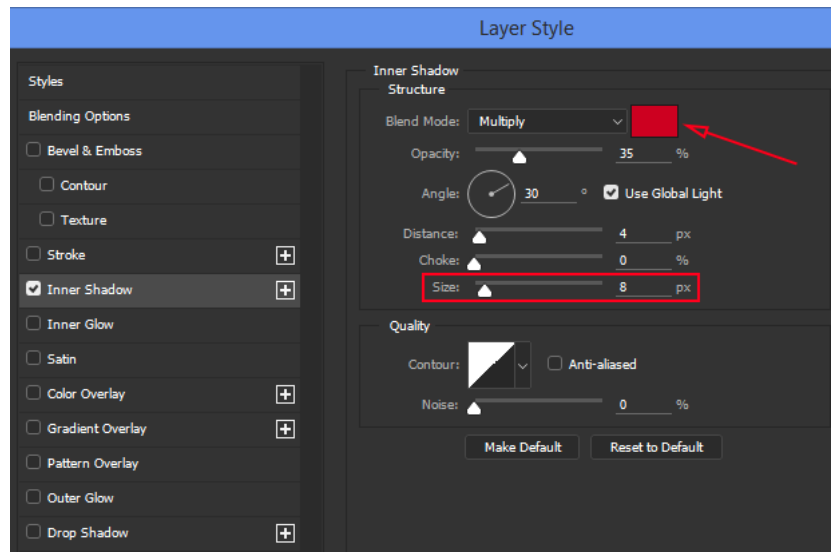 Layer Style
Styles
Blending Options
Bevel & Emboss
Contour
Texture
Stroke
Inner Shadow
Inner Glow
Satin
Color Overlay
Gradient Overlay
Pattern Overlay
Outer Glow
Drop Shadow
Inner Shadow
Structure
Blend Mode: Multiply
Opacity: 35 %
Angle: 30 ° Use Global Light
Distance: 4 px
Choke: 0 %
Size: 8 px
Quality
Contour: Anti-aliased
Noise: 0 %
Make Default Reset to Default